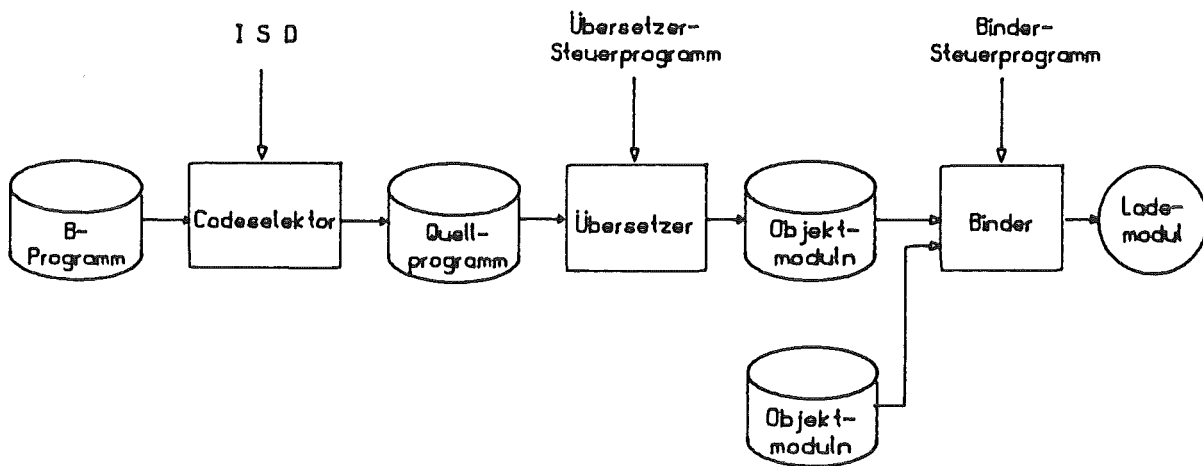 I S D
Übersetzer-
Steuerprogramm
Binder-
Steuerprogramm
B-
Programm
Codeselektor
Quell-
programm
Übersetzer
Objekt-
moduln
Binder
Lade-
modul
Objekt-
moduln